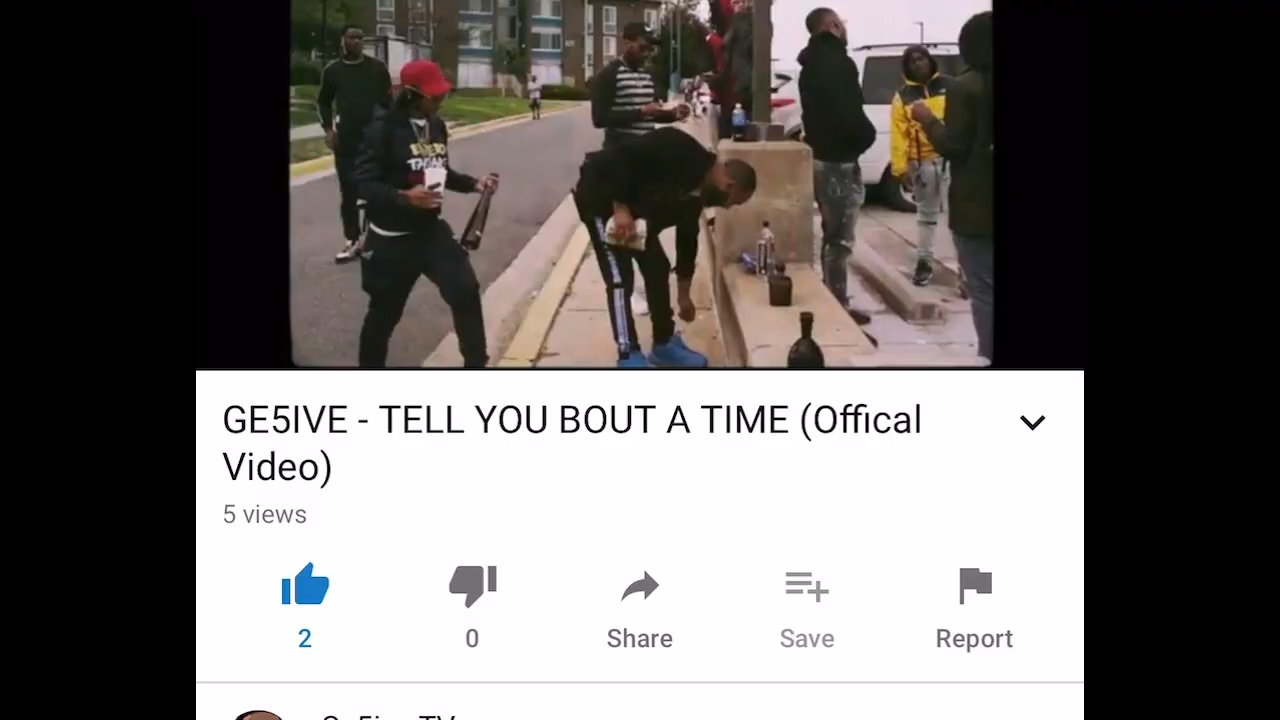 GE5IVE - TELL YOU BOUT A TIME (Offical
Video)
5 views
2
0
Share
Save
Report